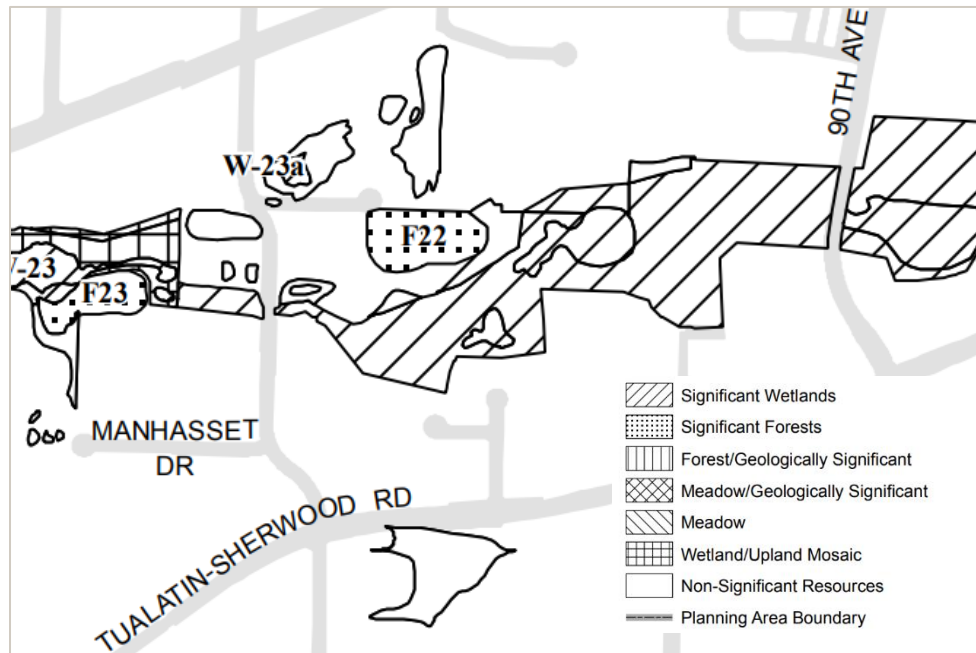 90TH AVE
W-23a
F22
-23
F23
MANHASSET
DR
TUALATIN-SHERWOOD RD
Significant Wetlands
Significant Forests
Forest/Geologically Significant
Meadow/Geologically Significant
Meadow
Wetland/Upland Mosaic
Non-Significant Resources
Planning Area Boundary